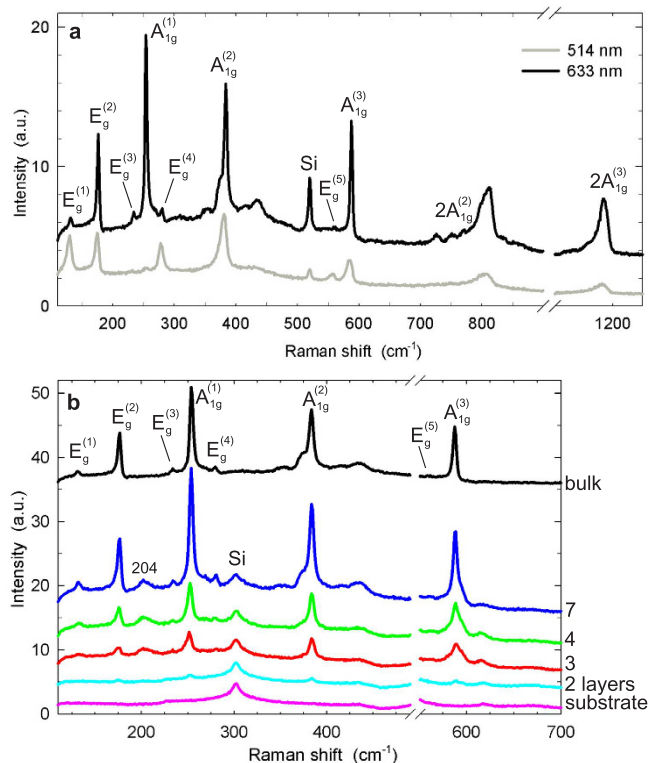 a
514 nm
633 nm
A1g(1)
A1g(2)
A1g(3)
Eg(2)
Eg(3)
Eg(4)
Eg(1)
Si
Eg(5)
2A1g(2)
2A1g(3)
Intensity (a.u.)
20
10
0
200 300 400 500 600 700 800 1200
Raman shift (cm-1)
b
A1g(1)
A1g(2)
A1g(3)
Eg(2)
Eg(3)
Eg(1)
Eg(4)
Eg(5)
bulk
204
Si
7
4
3
2 layers
substrate
Intensity (a.u.)
50
40
30
20
10
0
200 300 400 600 700
Raman shift (cm-1)